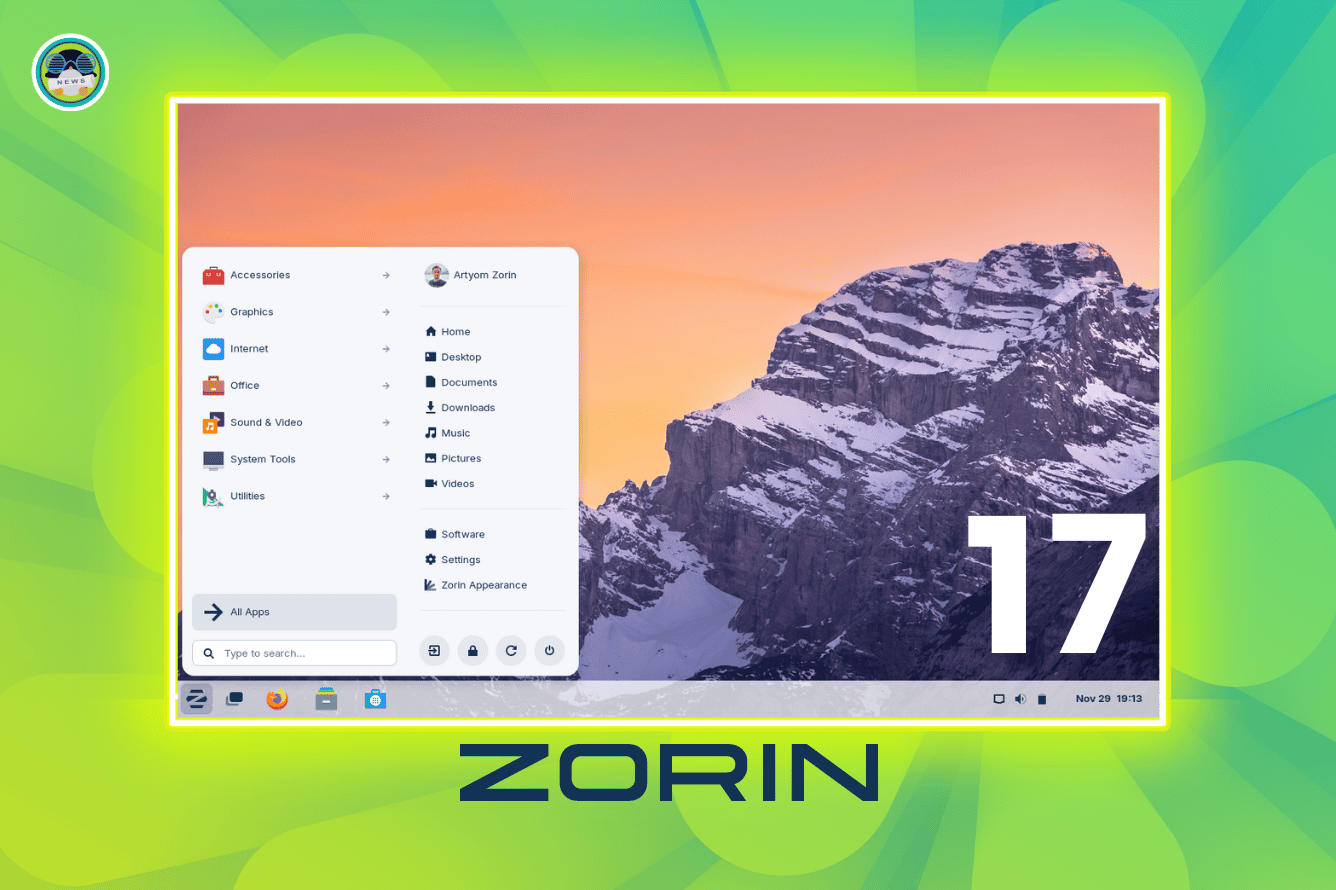 NEWS
Accessories
Graphics
Internet
Office
Sound & Video
System Tools
Utilities
All Apps
Type to search...
Artyom Zorin
Home
Desktop
Documents
Downloads
Music
Pictures
Videos
Software
Settings
Zorin Appearance
17
Nov 29 19:13
ZORIN